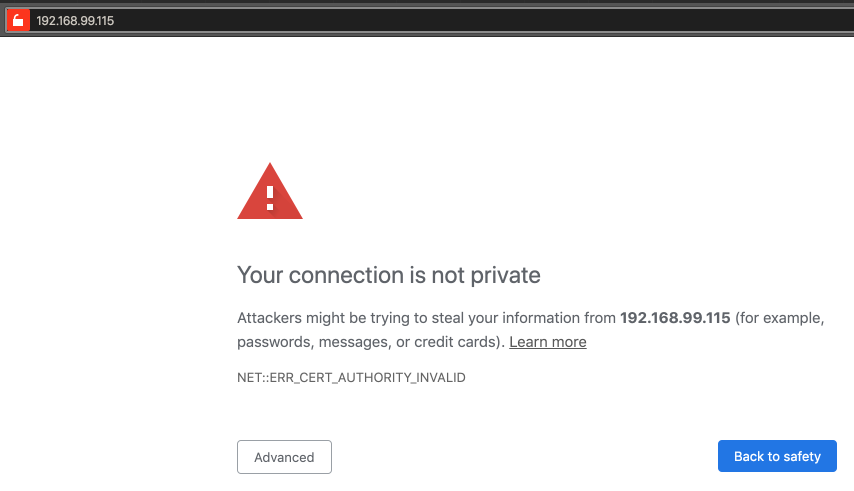 192.168.99.115
Your connection is not private
Attackers might be trying to steal your information from 192.168.99.115 (for example,
passwords, messages, or credit cards). Learn more
NET::ERR_CERT_AUTHORITY_INVALID
Advanced
Back to safety